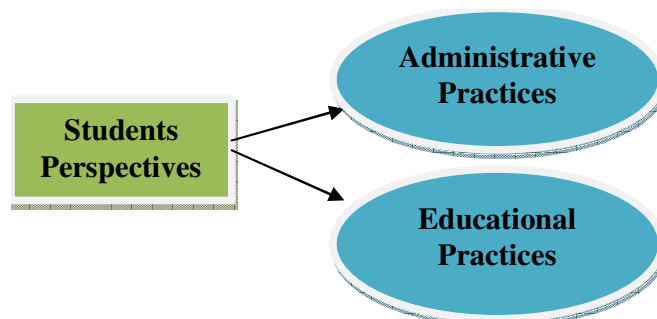 Administrative
Practices
Students
Perspectives
Educational
Practices